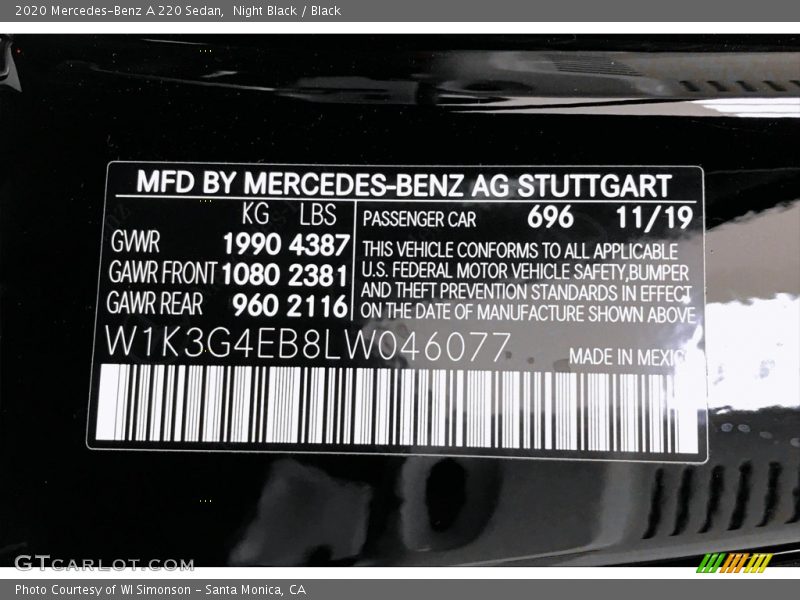 2020 Mercedes-Benz A 220 Sedan, Night Black / Black
MFD BY MERCEDES-BENZ AG STUTTGART
KG LBS
GVWR 1990 4387
GAWR FRONT 1080 2381
GAWR REAR 960 2116
PASSENGER CAR 696 11/19
THIS VEHICLE CONFORMS TO ALL APPLICABLE
U.S. FEDERAL MOTOR VEHICLE SAFETY,BUMPER
AND THEFT PREVENTION STANDARDS IN EFFECT
ON THE DATE OF MANUFACTURE SHOWN ABOVE
W1K3G4EB8LW046077
MADE IN MEXICO
GTCARLOT.COM
Photo Courtesy of WI Simonson - Santa Monica, CA